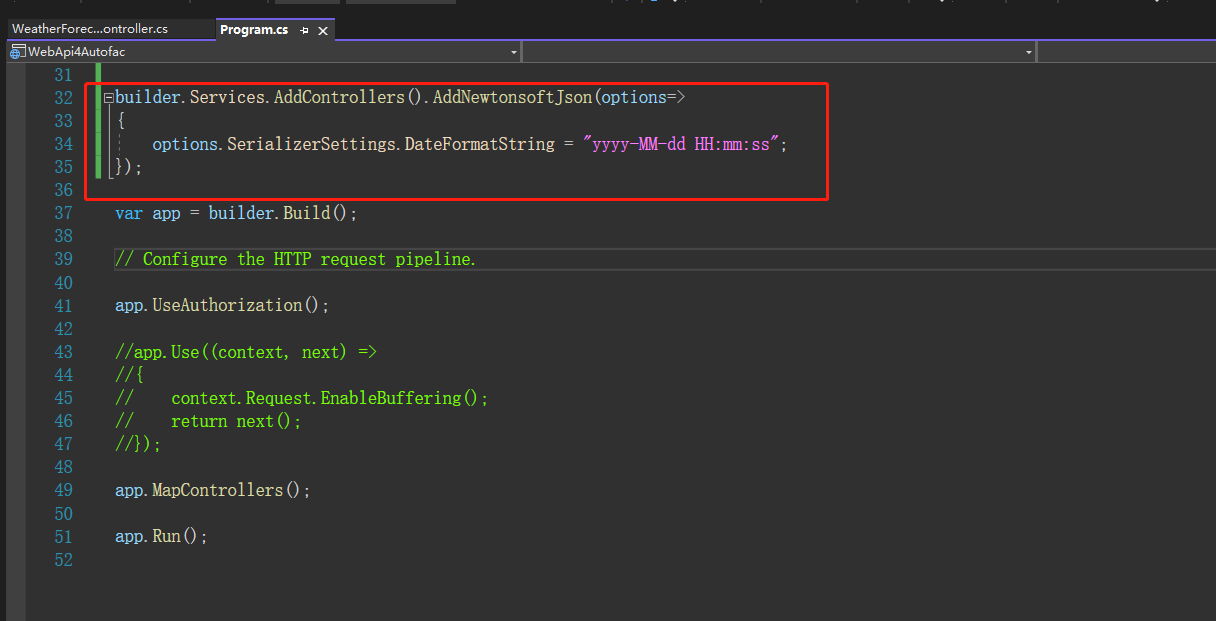 WeatherForec...ontroller.cs
Program.cs
WebApi4Autofac
31
32 builder.Services.AddControllers().AddNewtonsoftJson(options=>
33 {
34 options.SerializerSettings.DateFormatString = "yyyy-MM-dd HH:mm:ss";
35 });
36
37 var app = builder.Build();
38
39 // Configure the HTTP request pipeline.
40
41 app.UseAuthorization();
42
43 //app.Use((context, next) =>
44 //{
45 //    context.Request.EnableBuffering();
46 //    return next();
47 //});
48
49 app.MapControllers();
50
51 app.Run();
52